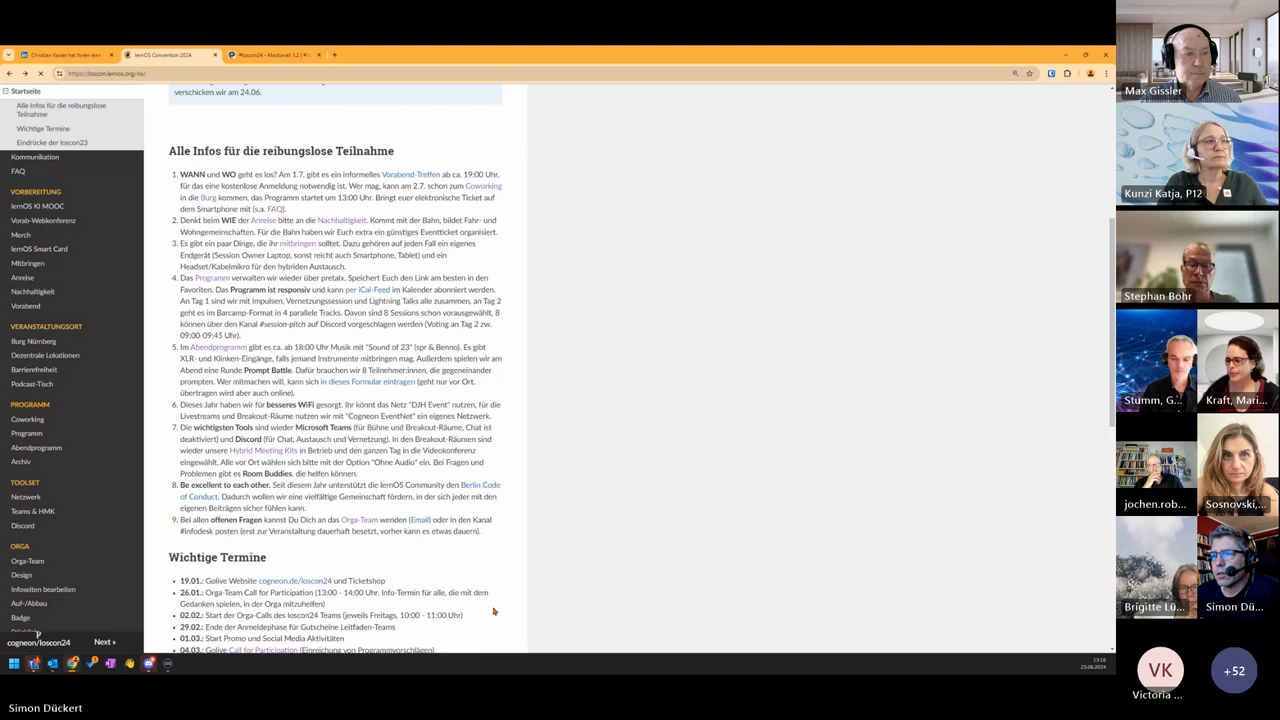 Christian Kaiser hat Ihnen eine
lernOS Convention 2024
#loscon24 - Mastowall 1.2 | #lo
https://loscon.lernos.org/de/
Startseite
Alle Infos für die reibungslose
Teilnahme
Wichtige Termine
Eindrücke der loscon23
Kommunikation
FAQ
VORBEREITUNG
lernOS KI MOOC
Vorab-Webkonferenz
Merch
lernOS Smart Card
Mitbringen
Anreise
Nachhaltigkeit
Vorabend
VERANSTALTUNGSORT
Burg Nürnberg
Dezentrale Lokationen
Barrierefreiheit
Podcast-Tisch
PROGRAMM
Coworking
Programm
Abendprogramm
Archiv
TOOLSET
Netzwerk
Teams & HMK
Discord
ORGA
Orga-Team
Design
Infoseiten bearbeiten
Auf-/Abbau
Badge
cogneon/loscon24
Next »
verschicken wir am 24.06.
Alle Infos für die reibungslose Teilnahme
1. WANN und WO geht es los? Am 1.7. gibt es ein informelles Vorabend-Treffen ab ca. 19:00 Uhr,
für das eine kostenlose Anmeldung notwendig ist. Wer mag, kann am 2.7. schon zum Coworking
in die Burg kommen, das Programm startet um 13:00 Uhr. Bringt euer elektronische Ticket auf
dem Smartphone mit (s.a. FAQ).
2. Denkt beim WIE der Anreise bitte an die Nachhaltigkeit. Kommt mit der Bahn, bildet Fahr- und
Wohngemeinschaften. Für die Bahn haben wir Euch extra ein günstiges Eventticket organisiert.
3. Es gibt ein paar Dinge, die ihr mitbringen solltet. Dazu gehören auf jeden Fall ein eigenes
Endgerät (Session Owner Laptop, sonst reicht auch Smartphone, Tablet) und ein
Headset/Kabelmikro für den hybriden Austausch.
4. Das Programm verwalten wir wieder über pretalx. Speichert Euch den Link am besten in den
Favoriten. Das Programm ist responsiv und kann per iCal-Feed im Kalender abonniert werden.
An Tag 1 sind wir mit Impulsen, Vernetzungssession und Lightning Talks alle zusammen, an Tag 2
geht es im Barcamp-Format in 4 parallele Tracks. Davon sind 8 Sessions schon vorausgewählt, 8
können über den Kanal #session-pitch auf Discord vorgeschlagen werden (Voting an Tag 2 zw.
09:00-09:45 Uhr).
5. Im Abendprogramm gibt es ca. ab 18:00 Uhr Musik mit "Sound of 23" (spr & Benno). Es gibt
XLR- und Klinken-Eingänge, falls jemand Instrumente mitbringen mag. Außerdem spielen wir am
Abend eine Runde Prompt Battle. Dafür brauchen wir 8 Teilnehmer:innen, die gegeneinander
prompten. Wer mitmachen will, kann sich in dieses Formular eintragen (geht nur vor Ort,
übertragen wird aber auch online).
6. Dieses Jahr haben wir für besseres WiFi gesorgt. Ihr könnt das Netz "DJH Event" nutzen, für die
Livestreams und Breakout-Räume nutzen wir mit "Cogneon EventNet" ein eigenes Netzwerk.
7. Die wichtigsten Tools sind wieder Microsoft Teams (für Bühne und Breakout-Räume, Chat ist
deaktiviert) und Discord (für Chat, Austausch und Vernetzung). In den Breakout-Räumen sind
wieder unsere Hybrid Meeting Kits in Betrieb und den ganzen Tag in die Videokonferenz
eingewählt. Alle vor Ort wählen sich bitte mit der Option "Ohne Audio" ein. Bei Fragen und
Problemen gibt es Room Buddies, die helfen können.
8. Be excellent to each other. Seit diesem Jahr unterstützt die lernOS Community den Berlin Code
of Conduct. Dadurch wollen wir eine vielfältige Gemeinschaft fördern, in der sich jeder mit den
eigenen Beiträgen sicher fühlen kann.
9. Bei allen offenen Fragen kannst Du Dich an das Orga-Team wenden (Email) oder in den Kanal
#infodesk posten (erst zur Veranstaltung dauerhaft besetzt, vorher kann es etwas dauern).
Wichtige Termine
19.01.: Golive Website cogneon.de/loscon24 und Ticketshop
26.01.: Orga-Team Call for Participation (13:00 - 14:00 Uhr, Info-Termin für alle, die mit dem
Gedanken spielen, in der Orga mitzuhelfen)
02.02.: Start der Orga-Calls des loscon24 Teams (jeweils Freitags, 10:00 - 11:00 Uhr)
29.02.: Ende der Anmeldephase für Gutscheine Leitfaden-Teams
01.03.: Start Promo und Social Media Aktivitäten
04.03.: Golive Call for Participation (Einreichung von Programmvorschlägen)
13:16
25.06.2024
Simon Dückert
Max Gissler
Kunzi Katja, P12
Stephan Bohr
Stumm, G...
Kraft, Mari...
jochen.rob...
Sosnovski,...
Brigitte Lü...
Simon Dü...
VK
Victoria ...
+52